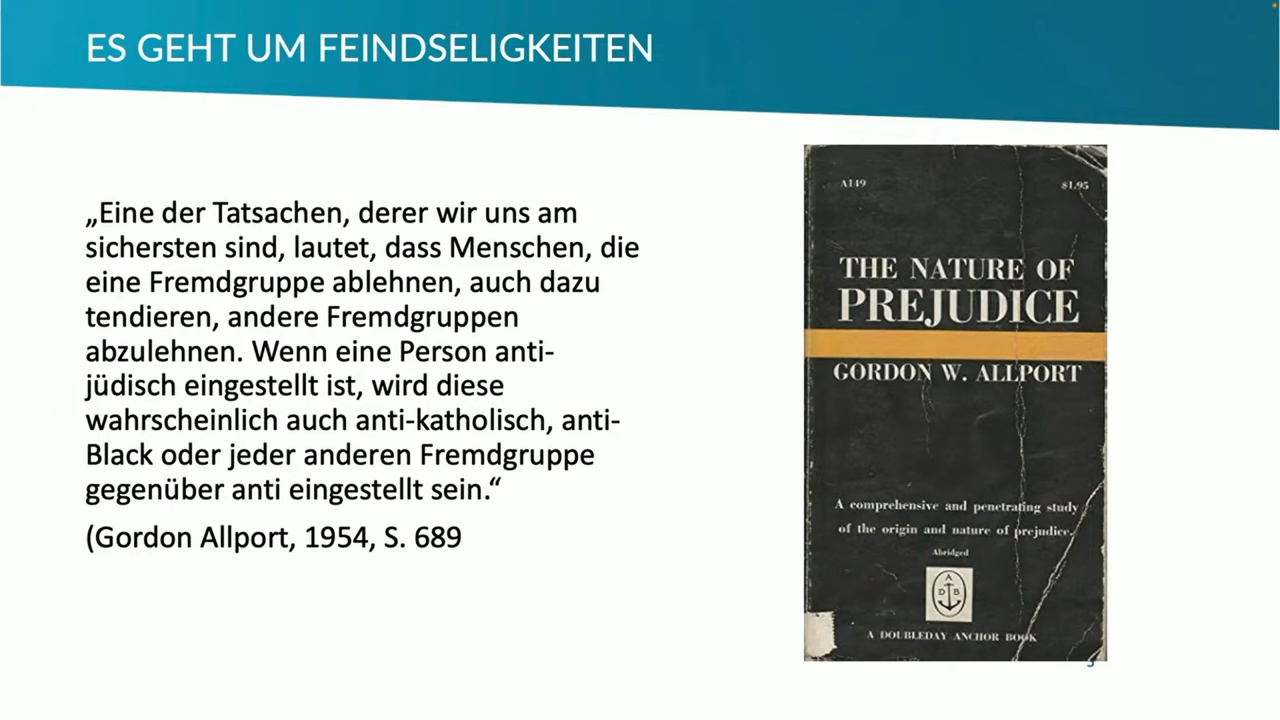 ES GEHT UM FEINDSELIGKEITEN
„Eine der Tatsachen, derer wir uns am
sichersten sind, lautet, dass Menschen, die
eine Fremdgruppe ablehnen, auch dazu
tendieren, andere Fremdgruppen
abzulehnen. Wenn eine Person anti-
jüdisch eingestellt ist, wird diese
wahrscheinlich auch anti-katholisch, anti-
Black oder jeder anderen Fremdgruppe
gegenüber anti eingestellt sein.“
(Gordon Allport, 1954, S. 689
A149
$1.95
THE NATURE OF
PREJUDICE
GORDON W. ALLPORT
A comprehensive and penetrating study
of the origin and nature of prejudice.
Abridged
A
D B
A DOUBLEDAY ANCHOR BOOK